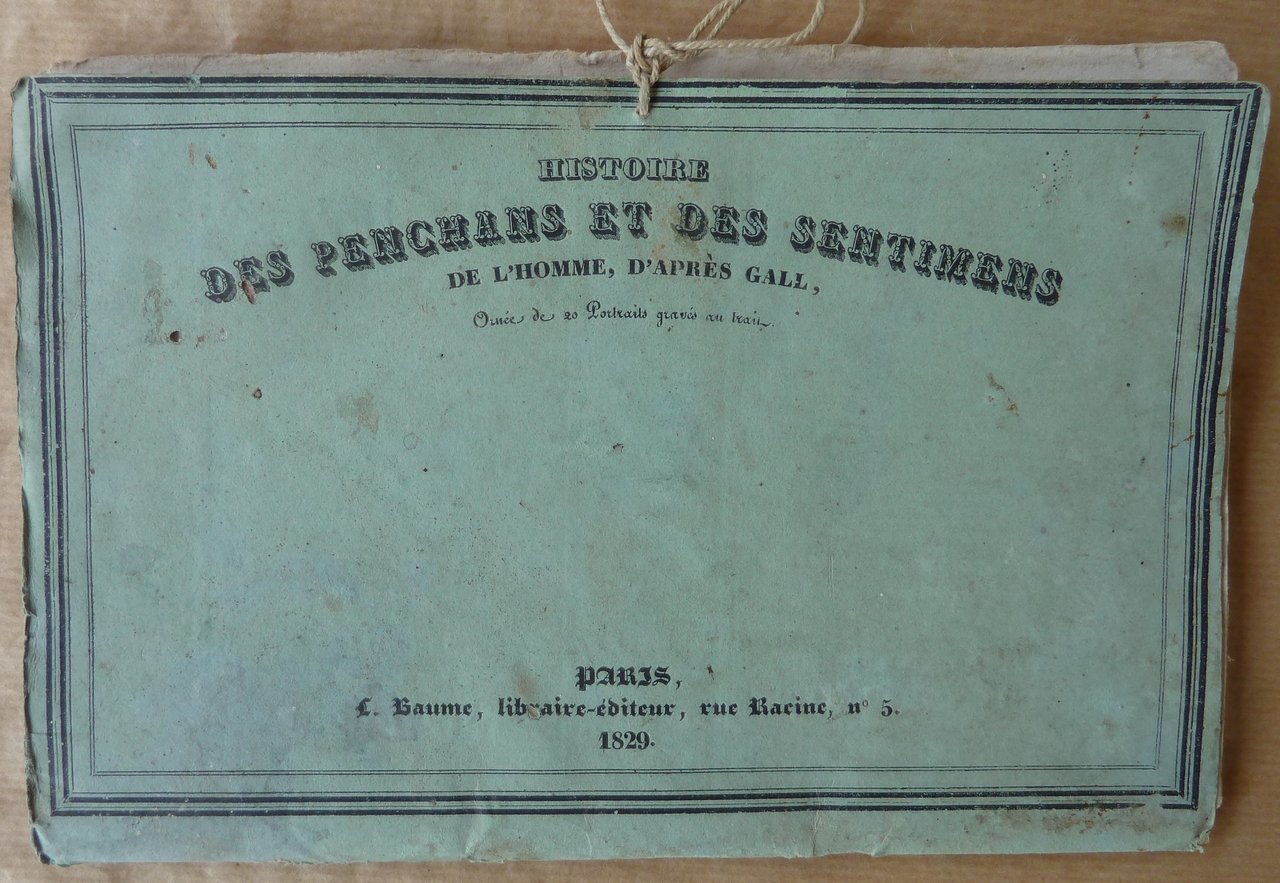 HISTOIRE
DES PENCHANS ET DES SENTIMENS
DE L'HOMME, D'APRÈS GALL,
Ornée de 20 Portraits gravés au trait.
PARIS,
L. Baume, libraire-éditeur, rue Racine, n° 5.
1829.